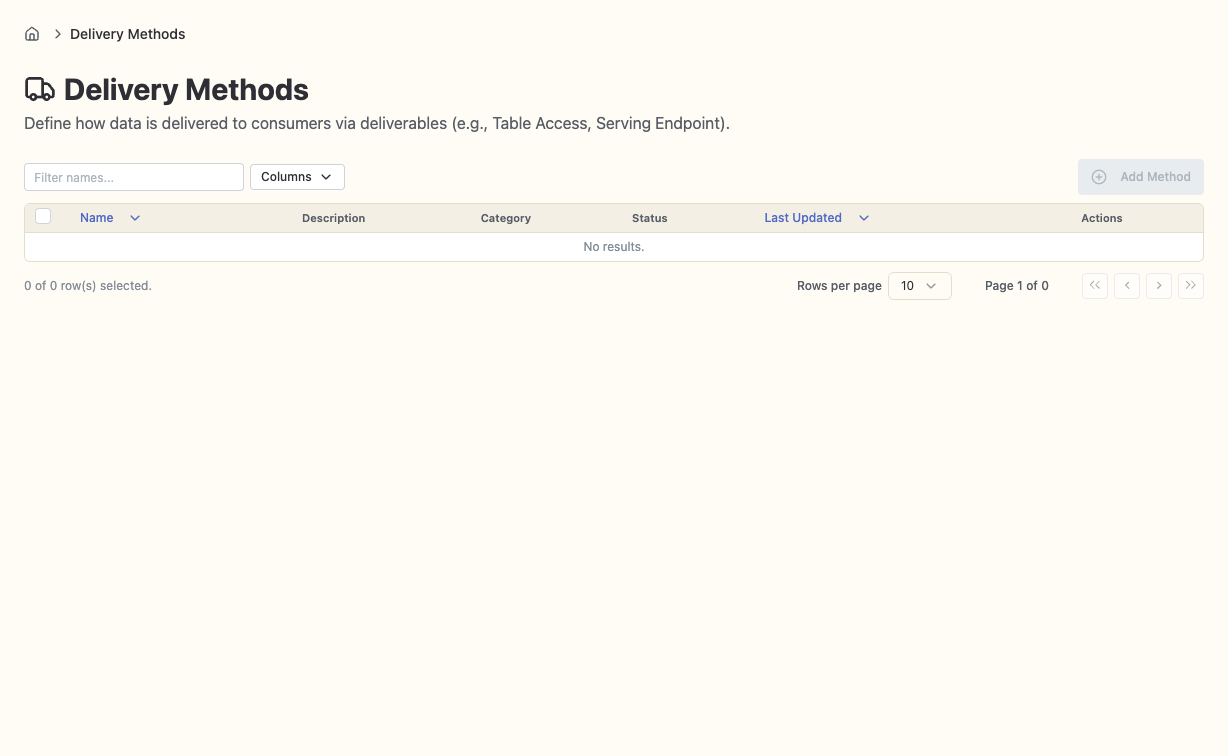 Delivery Methods
Delivery Methods
Define how data is delivered to consumers via deliverables (e.g., Table Access, Serving Endpoint).
Filter names...
Columns
Add Method
Name Description Category Status Last Updated Actions
No results.
0 of 0 row(s) selected.
Rows per page 10 Page 1 of 0